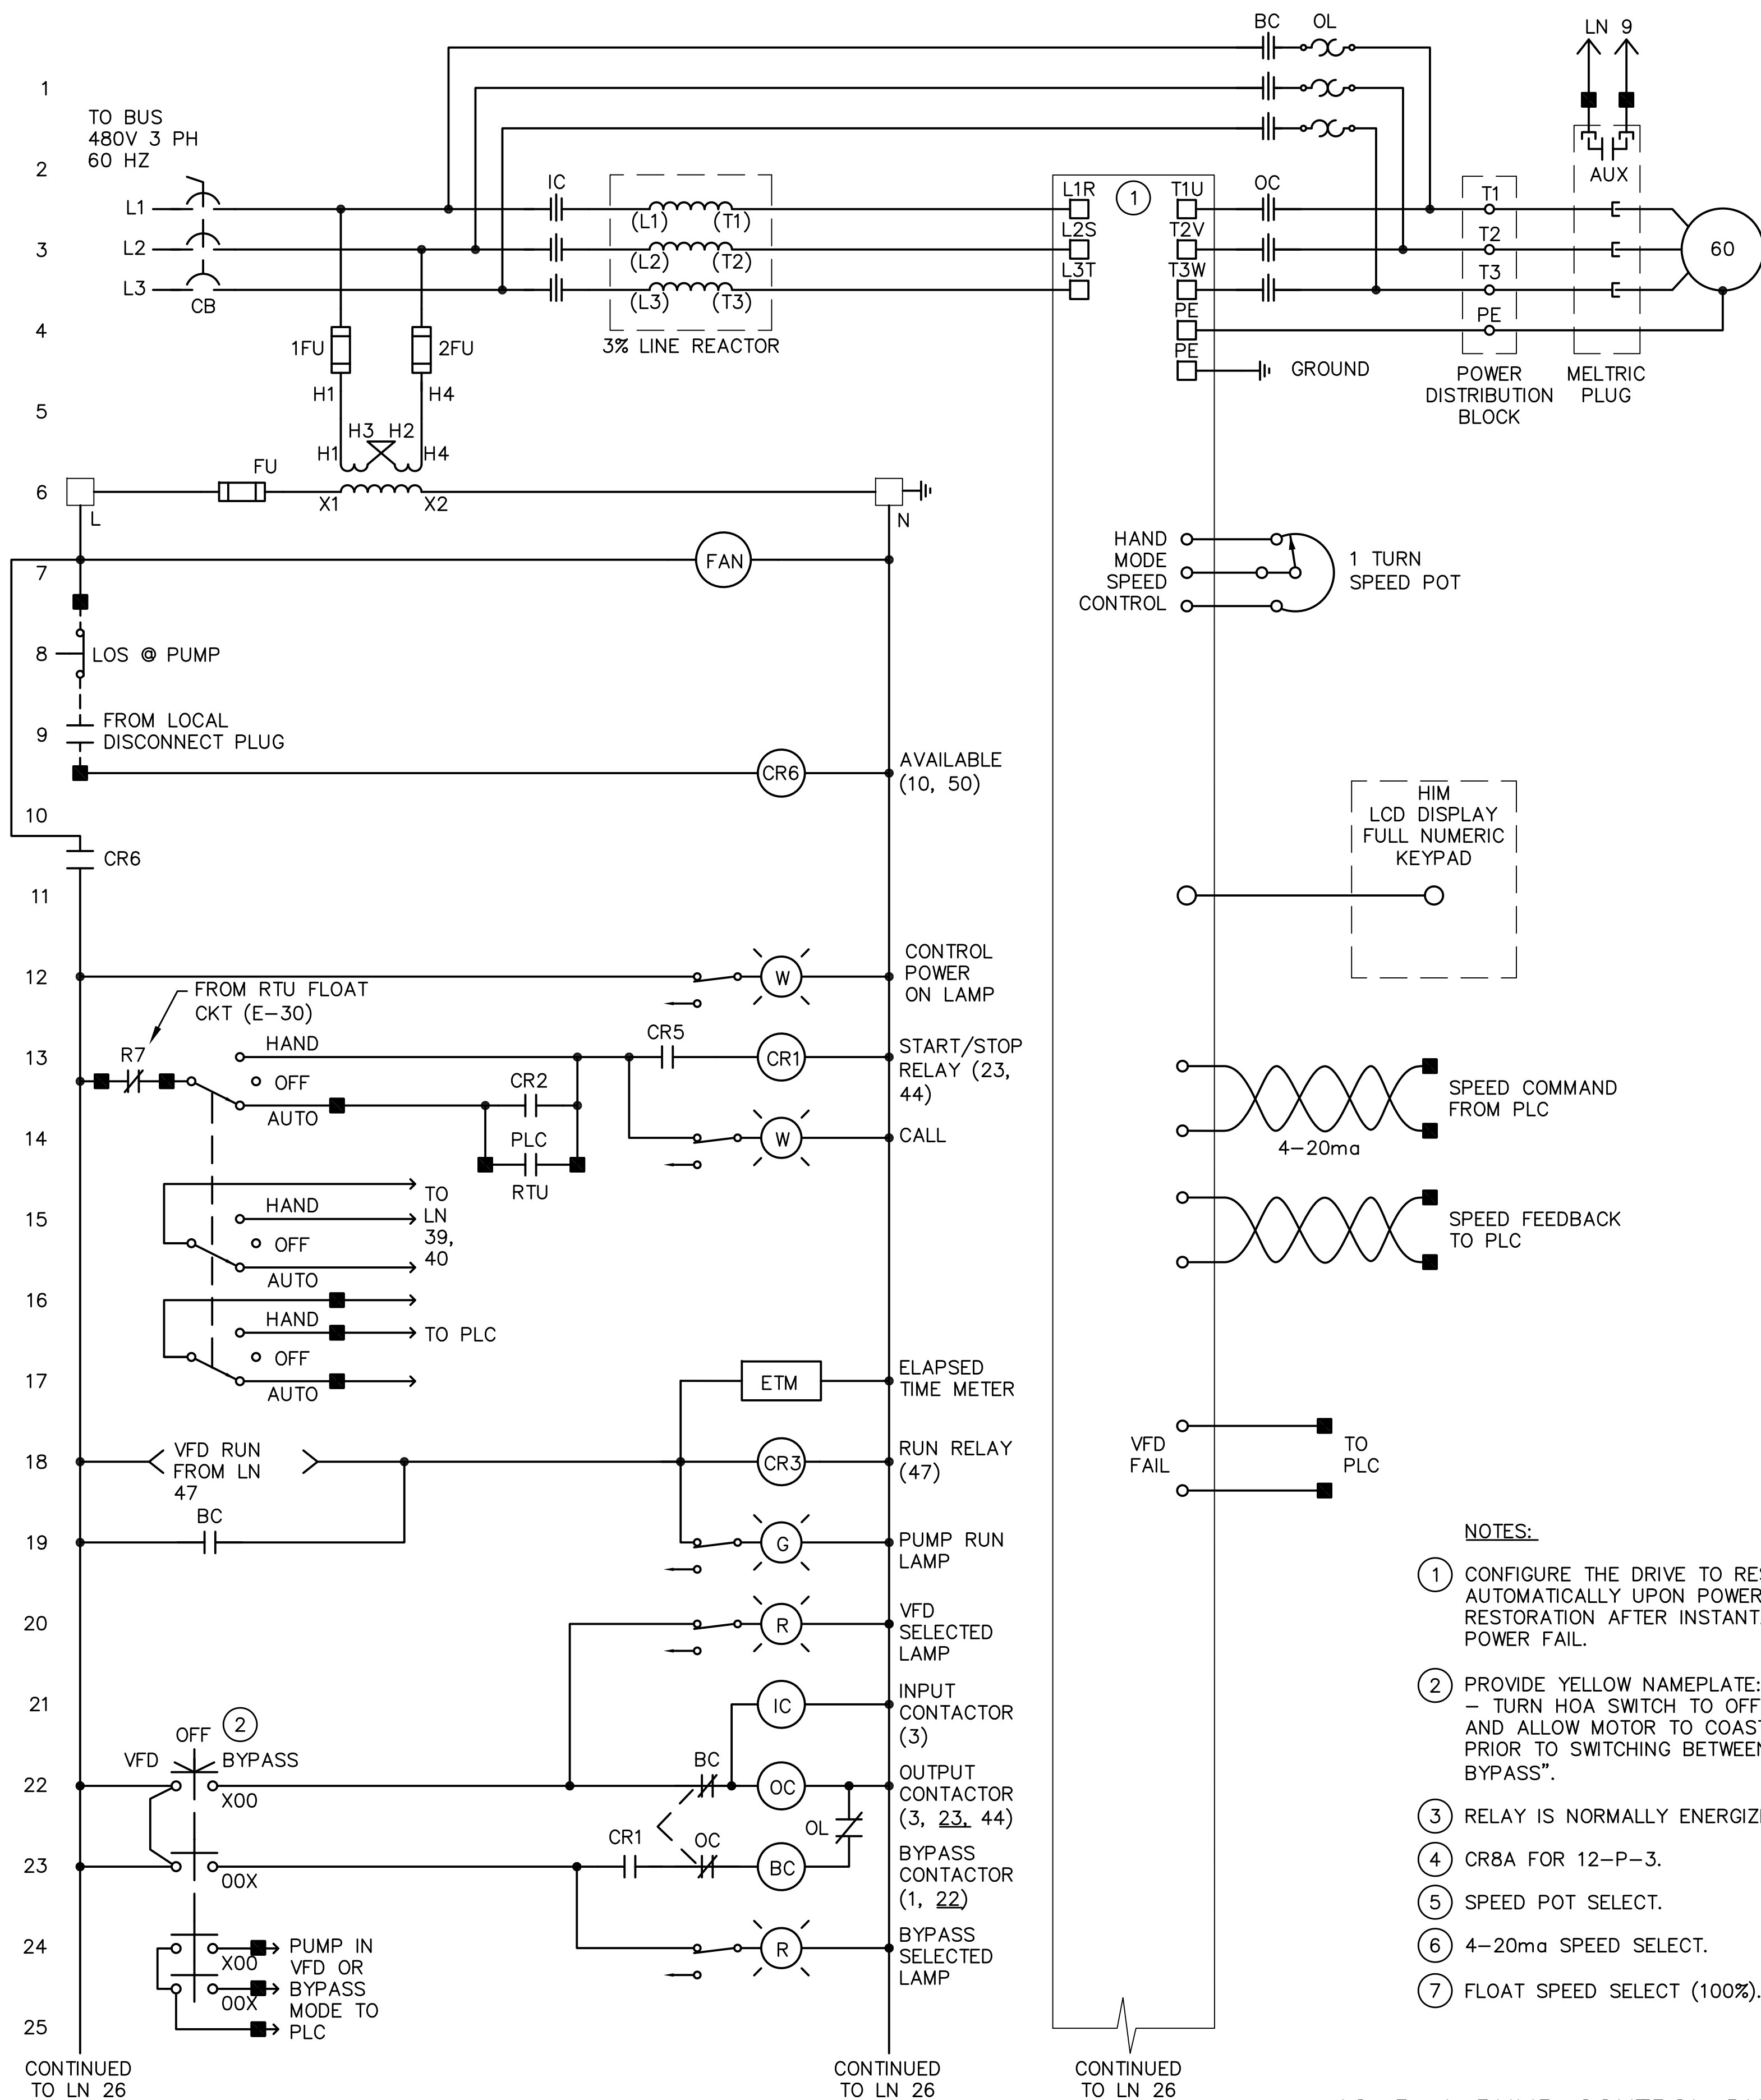 BC OL
LN 9
1
TO BUS
480V 3 PH
60 HZ
2
AUX
IC
L1R
1
T1U
OC
T1
L1
(L1) (T1)
L2S
T2V
T2
3
L2
(L2) (T2)
60
L3T
T3W
T3
L3
(L3) (T3)
CB
PE
PE
4
1FU
2FU
3% LINE REACTOR
PE
GROUND
POWER
DISTRIBUTION
BLOCK
MELTRIC
PLUG
H1
H4
5
H3 H2
H1
H4
FU
6
X1
X2
L
N
7
FAN
HAND
MODE
SPEED
CONTROL
1 TURN
SPEED POT
8
LOS @ PUMP
9
FROM LOCAL
DISCONNECT PLUG
CR6
AVAILABLE
(10, 50)
HIM
LCD DISPLAY
FULL NUMERIC
KEYPAD
10
CR6
11
12
W
CONTROL
POWER
ON LAMP
FROM RTU FLOAT
CKT (E-30)
13
R7
HAND
OFF
AUTO
CR2
CR5
CR1
START/STOP
RELAY (23,
44)
SPEED COMMAND
FROM PLC
4-20ma
14
PLC
RTU
W
CALL
15
HAND
OFF
AUTO
TO
LN
39,
40
SPEED FEEDBACK
TO PLC
16
HAND
OFF
AUTO
TO PLC
17
ETM
ELAPSED
TIME METER
18
VFD RUN
FROM LN
47
CR3
RUN RELAY
(47)
VFD
FAIL
TO
PLC
19
BC
G
PUMP RUN
LAMP
20
R
VFD
SELECTED
LAMP
21
IC
INPUT
CONTACTOR
(3)
OFF
2
VFD
BYPASS
22
X00
BC
OC
OUTPUT
CONTACTOR
(3, 23, 44)
OL
23
00X
CR1
OC
BC
BYPASS
CONTACTOR
(1, 22)
24
X00
00X
PUMP IN
VFD OR
BYPASS
MODE TO
PLC
R
BYPASS
SELECTED
LAMP
25
CONTINUED
TO LN 26
CONTINUED
TO LN 26
CONTINUED
TO LN 26
NOTES:
1 CONFIGURE THE DRIVE TO RES
AUTOMATICALLY UPON POWER
RESTORATION AFTER INSTANT
POWER FAIL.
2 PROVIDE YELLOW NAMEPLATE:
- TURN HOA SWITCH TO OFF
AND ALLOW MOTOR TO COAST
PRIOR TO SWITCHING BETWEEN
BYPASS".
3 RELAY IS NORMALLY ENERGIZ
4 CR8A FOR 12-P-3.
5 SPEED POT SELECT.
6 4-20ma SPEED SELECT.
7 FLOAT SPEED SELECT (100%).